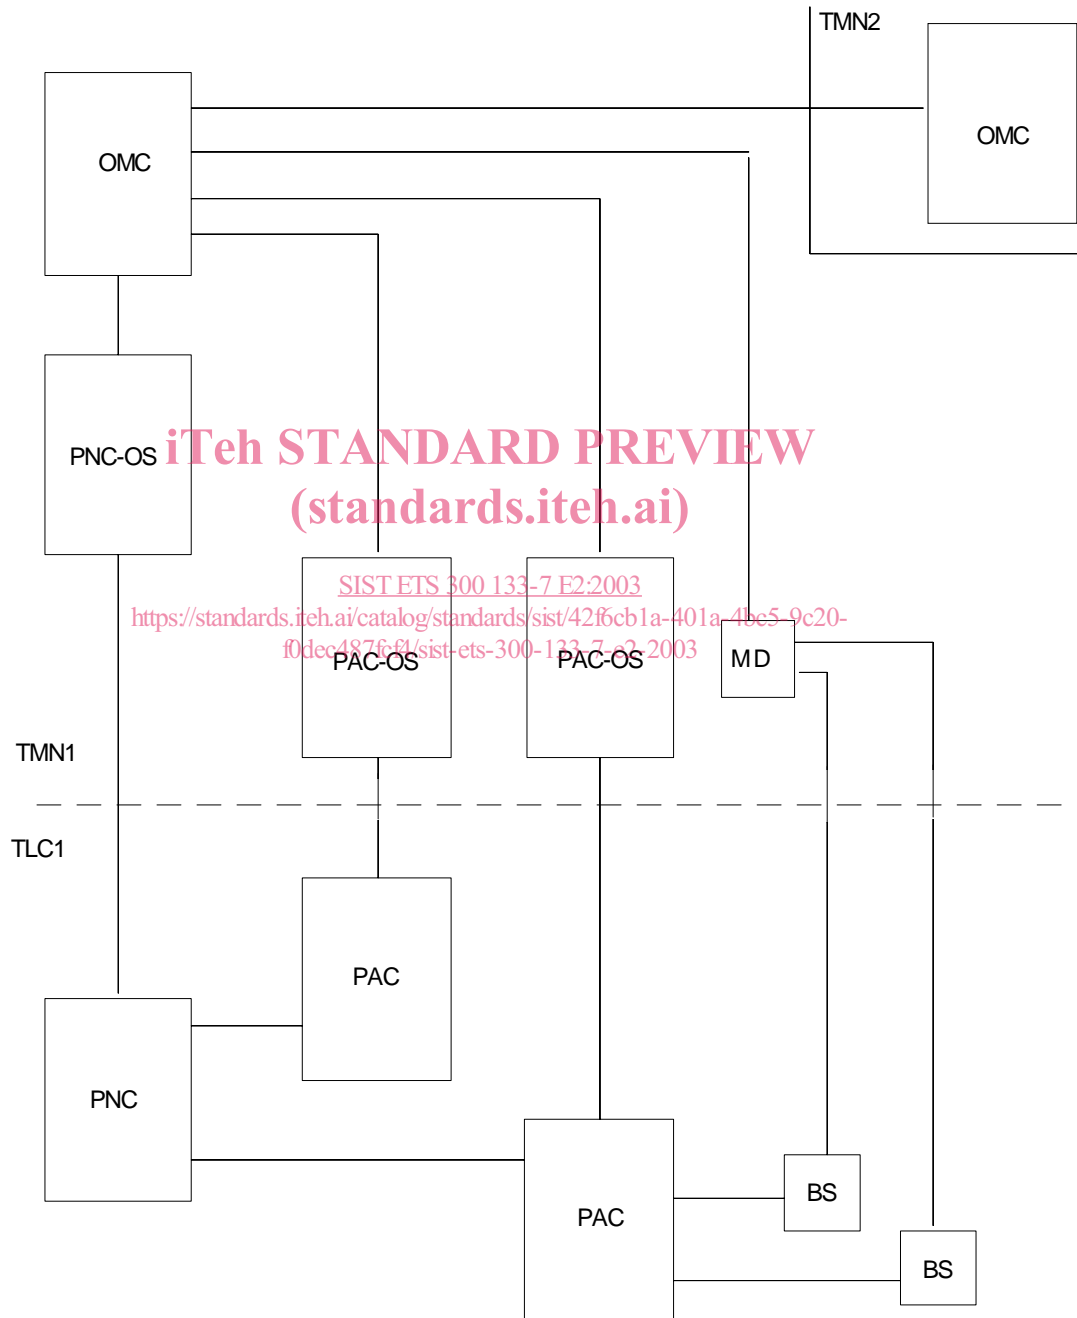 TMN2
OMC
OMC
PNC-OS
iTeh STANDARD PREVIEW
(standards.iteh.ai)
SIST ETS 300 133-7 E2:2003
https://standards.iteh.ai/catalog/standards/sist/42f6cb1a-401a-4bc5-9c20-
f0dec487fcf4/sist-ets-300-133-7-e2-2003
PAC-OS
PAC-OS
MD
TMN1
TLC1
PAC
PNC
BS
PAC
BS